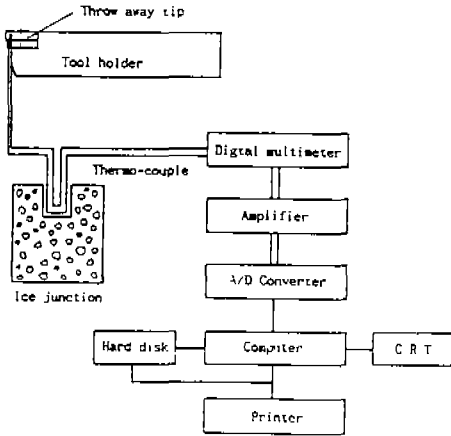 Throw away tip
Tool holder
Thermo-couple
Digtal multimeter
Amplifier
Ice junction
A/D Converter
Hard disk
Computer
C R T
Printer